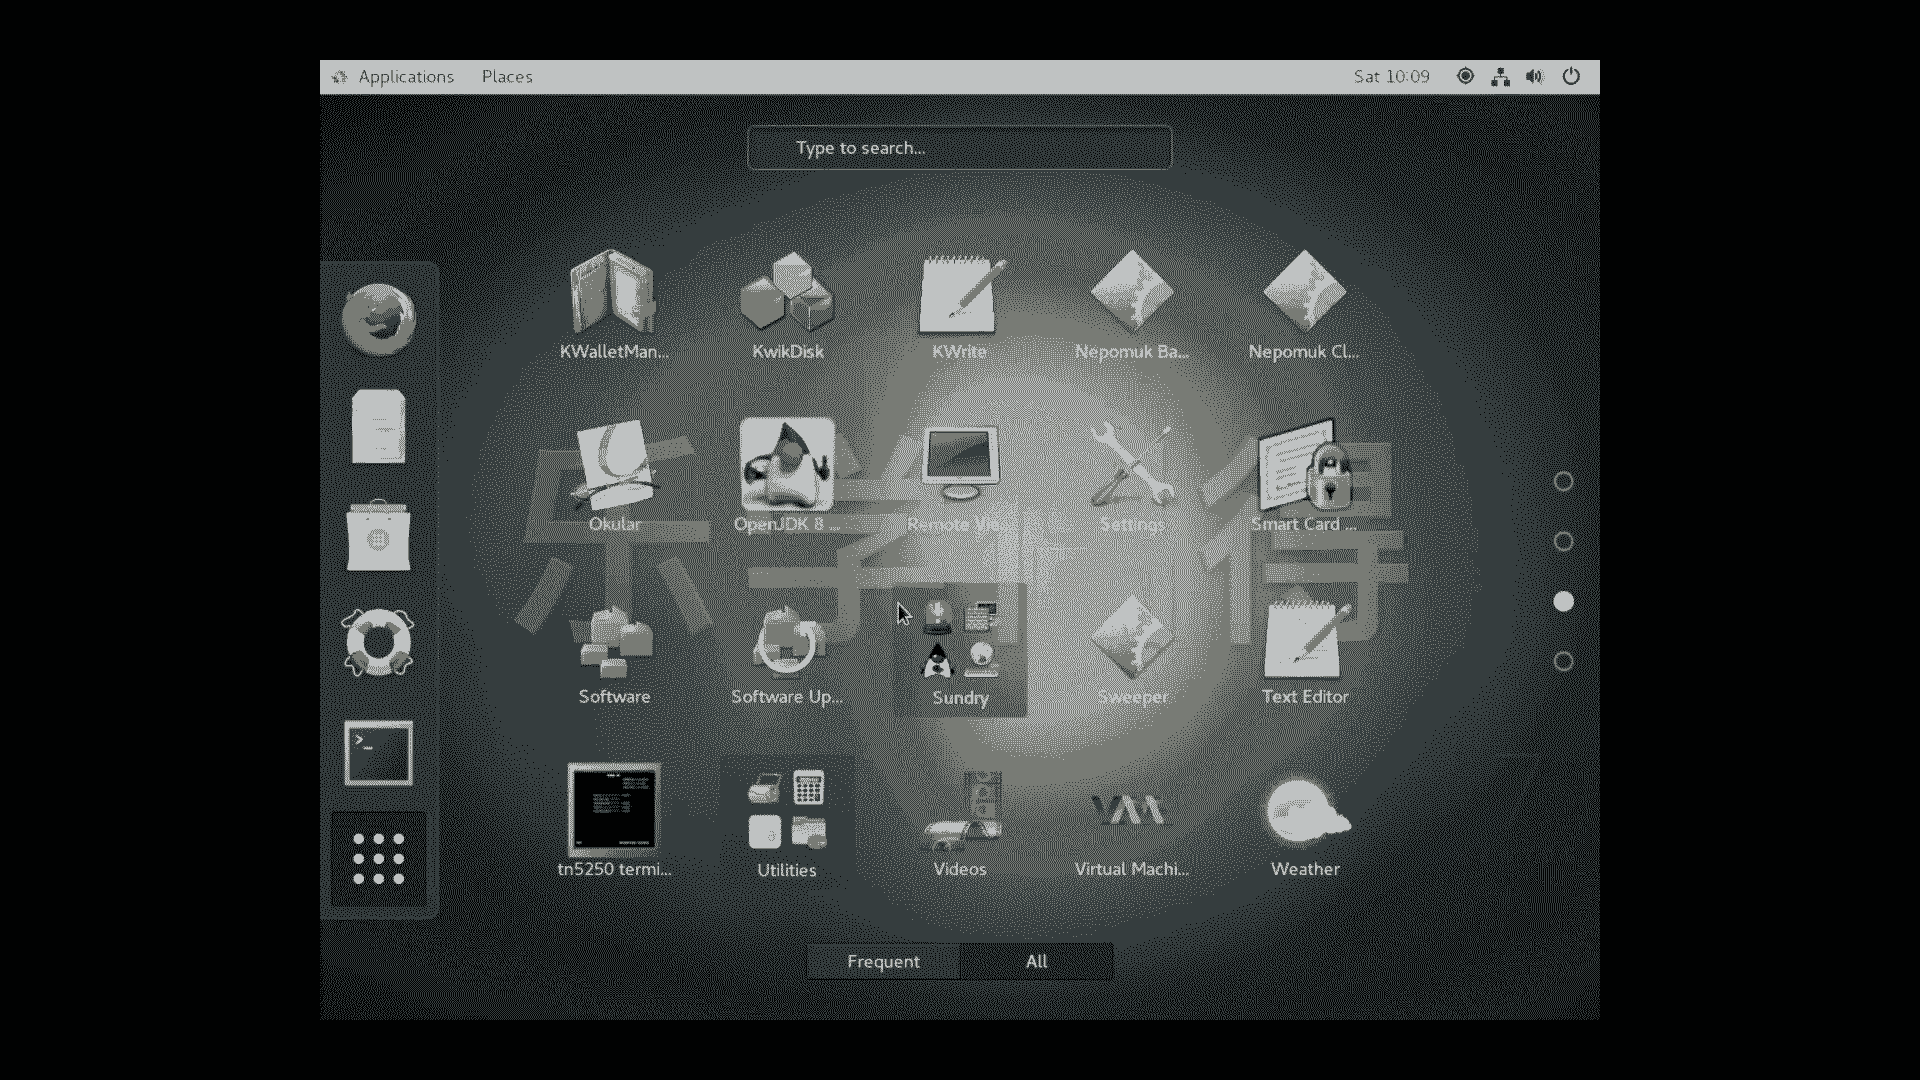 Applications Places Sat 10:09
Type to search...
KWalletMan... KwikDisk KWrite Nepomuk Ba... Nepomuk Cl...
Okular OpenJDK 8 ... Remote Vie... Settings Smart Card ...
Software Software Up... Sundry Sweeper Text Editor
tn5250 termi... Utilities Videos Virtual Machi... Weather
Frequent All